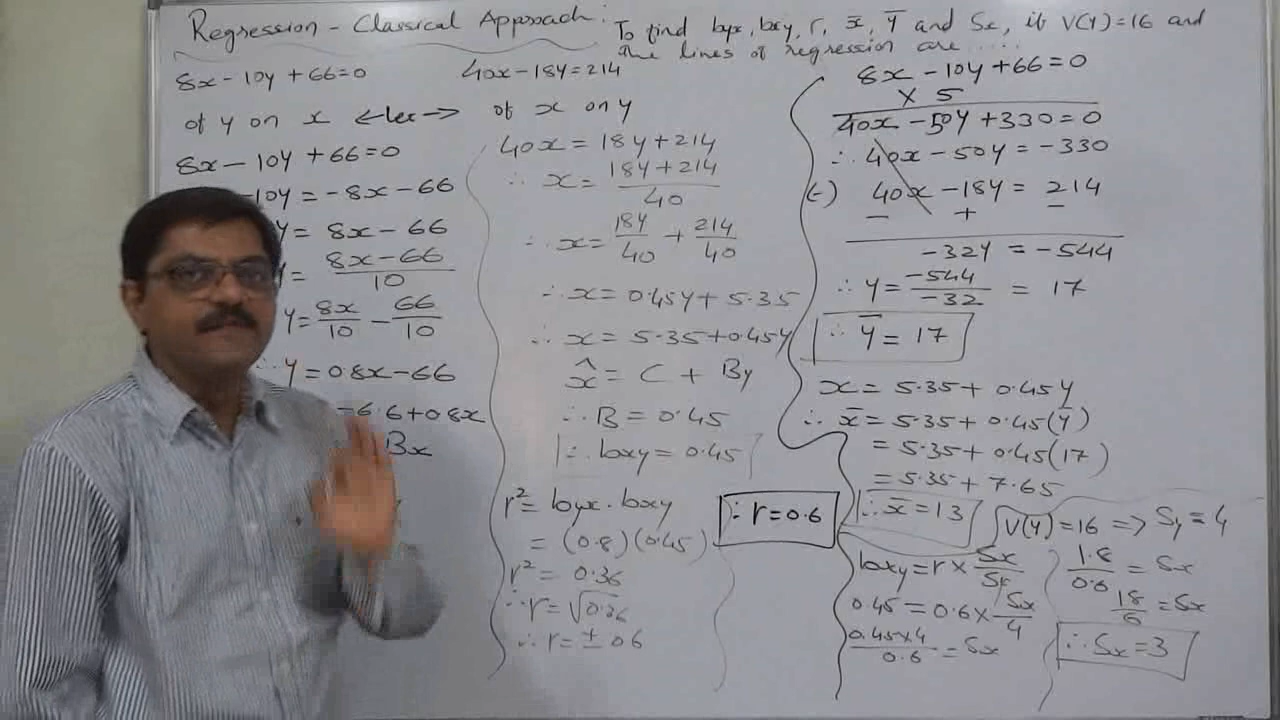 Regression - Classical Approach:
To find byx, bxy, r, x̄, ȳ and Sx, if V(Y)=16 and
the lines of regression are ....
8x - 10y + 66 = 0
40x - 18y = 214
of y on x <-Let-> of x on y
8x - 10y + 66 = 0
-10y = -8x - 66
y = 8x - 66
= 8x - 66 / 10
y = 8x/10 - 66/10
∴ y = 0.8x - 66
= 6.6 + 0.8x
Bx
40x = 18y + 214
∴ x = 18y + 214 / 40
∴ x = 18y/40 + 214/40
∴ x = 0.45y + 5.35
∴ x = 5.35 + 0.45y
x̂ = C + By
∴ B = 0.45
∴ bxy = 0.45
r² = byx . bxy
= (0.8)(0.45)
r² = 0.36
∴ r = √0.36
∴ r = ± 0.6
∴ r = 0.6
8x - 10y + 66 = 0
× 5
40x - 50y + 330 = 0
∴ 40x - 50y = -330
(-) 40x - 18y = 214
- + -
-32y = -544
∴ y = -544/-32 = 17
∴ ȳ = 17
x = 5.35 + 0.45y
∴ x̄ = 5.35 + 0.45(ȳ)
= 5.35 + 0.45(17)
= 5.35 + 7.65
∴ x̄ = 13
V(Y) = 16 => Sy = 4
bxy = r × Sx/Sy
0.45 = 0.6 × Sx/4
0.45×4/0.6 = Sx
1.8/0.6 = Sx
18/6 = Sx
∴ Sx = 3